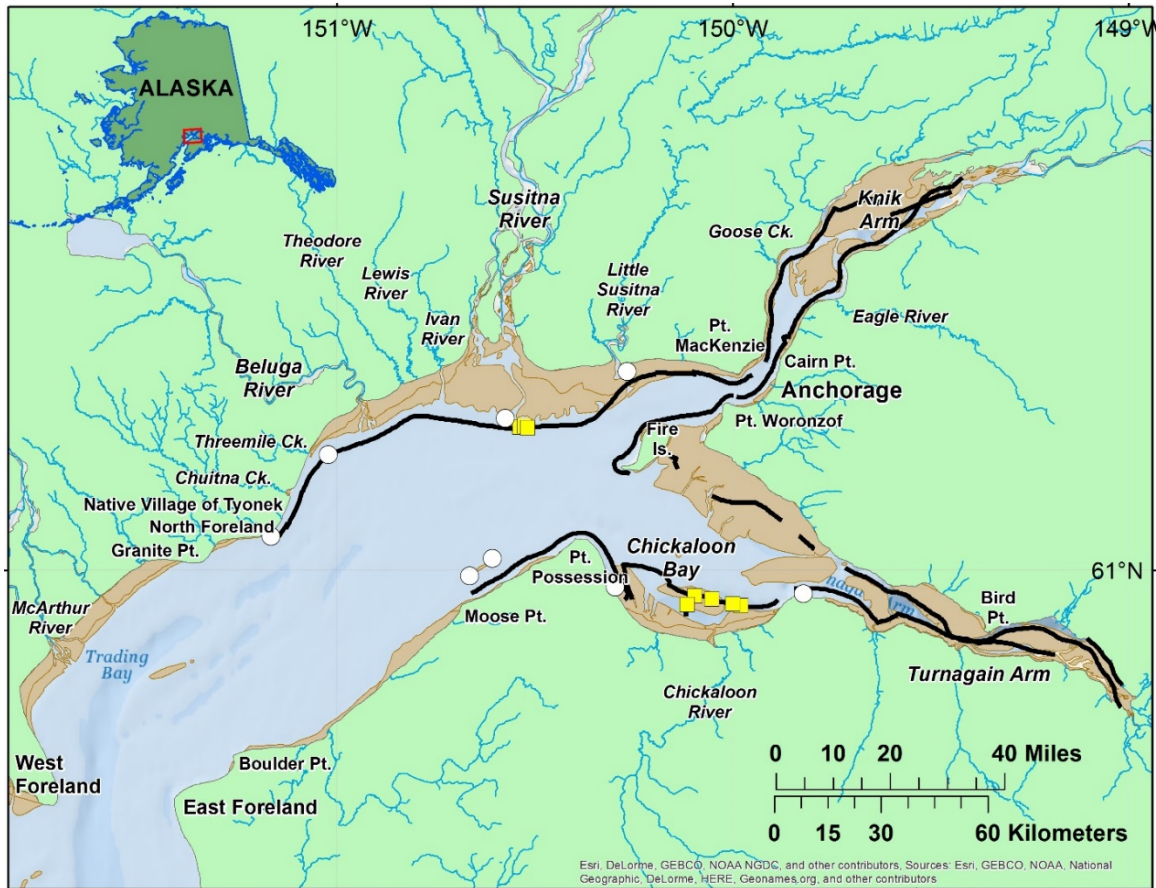 151°W
150°W
149°W
ALASKA
Susitna
River
Knik
Arm
Theodore
River
Goose Ck.
Lewis
River
Little
Susitna
River
Ivan
River
Eagle River
Pt.
MacKenzie
Beluga
River
Cairn Pt.
Anchorage
Threemile Ck.
Pt. Woronzof
Fire
Is.
Chuitna Ck.
Native Village of Tyonek
North Foreland
Granite Pt.
Chickaloon
Bay
Pt.
Possession
61°N
McArthur
River
Moose Pt.
Bird
Pt.
Trading
Bay
Turnagain Arm
Chickaloon
River
West
Foreland
Boulder Pt.
East Foreland
0 10 20 40 Miles
0 15 30 60 Kilometers
Esri, DeLorme, GEBCO, NOAA NGDC, and other contributors, Sources: Esri, GEBCO, NOAA, National
Geographic, DeLorme, HERE, Geonames.org, and other contributors